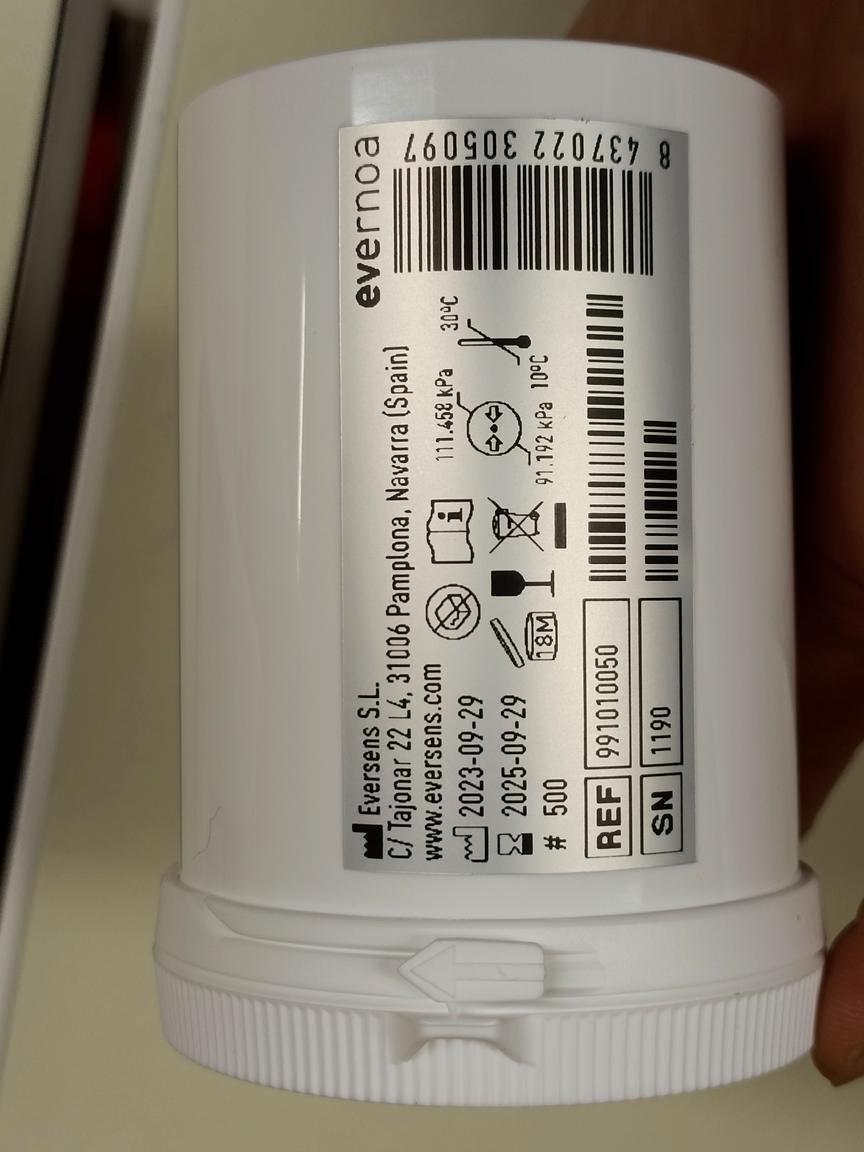 Eversens S.L.
C/ Tajonar 22 L4, 31006 Pamplona, Navarra (Spain)
www.eversens.com
evernoa
2023-09-29
2025-09-29
# 500
18M
111.458 kPa
91.192 kPa
30ºC
10ºC
REF 991010050
SN 1190
8 437022 305097